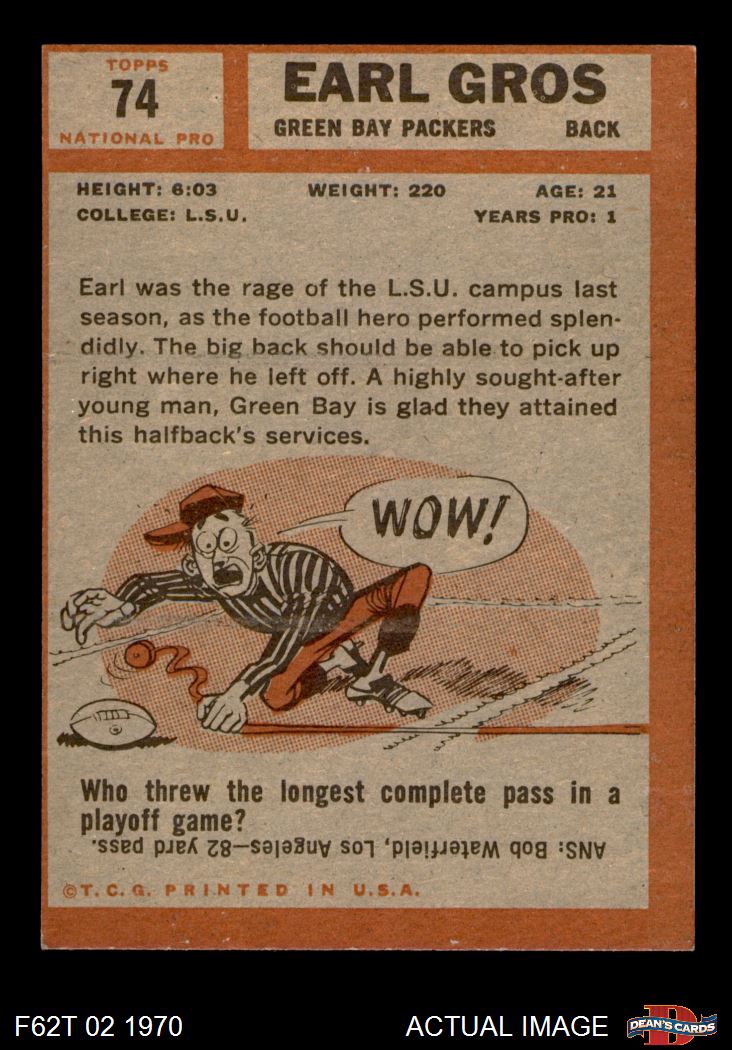 TOPPS
74
NATIONAL PRO
EARL GROS
GREEN BAY PACKERS BACK
HEIGHT: 6:03 WEIGHT: 220 AGE: 21
COLLEGE: L.S.U. YEARS PRO: 1
Earl was the rage of the L.S.U. campus last
season, as the football hero performed splen-
didly. The big back should be able to pick up
right where he left off. A highly sought-after
young man, Green Bay is glad they attained
this halfback's services.
WOW!
Who threw the longest complete pass in a
playoff game?
ANS: Bob Waterfield, Los Angeles—82 yard pass.
©T.C.G. PRINTED IN U.S.A.
F62T 02 1970 ACTUAL IMAGE
D
DEAN'S CARDS